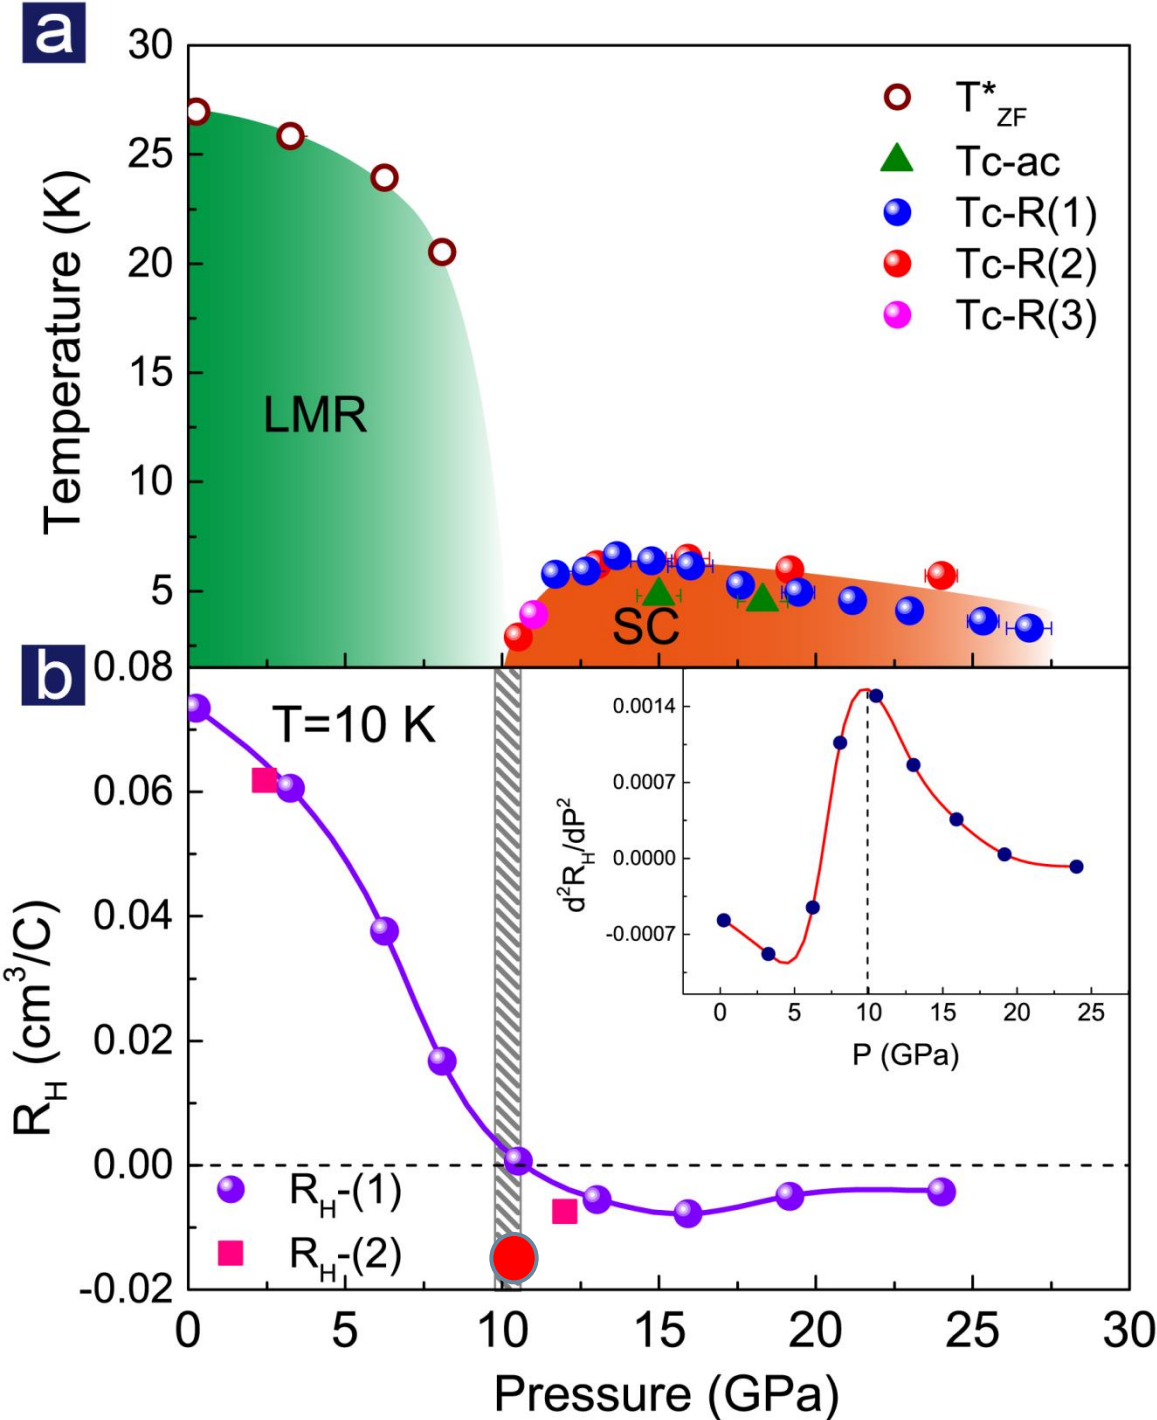 a
30
25
20
15
10
5
Temperature (K)
T*ZF
Tc-ac
Tc-R(1)
Tc-R(2)
Tc-R(3)
LMR
SC
b
0.08
0.06
0.04
0.02
0.00
-0.02
RH (cm3/C)
T=10 K
RH-(1)
RH-(2)
0.0014
0.0007
0.0000
-0.0007
d2RH/dP2
0 5 10 15 20 25
P (GPa)
0 5 10 15 20 25 30
Pressure (GPa)